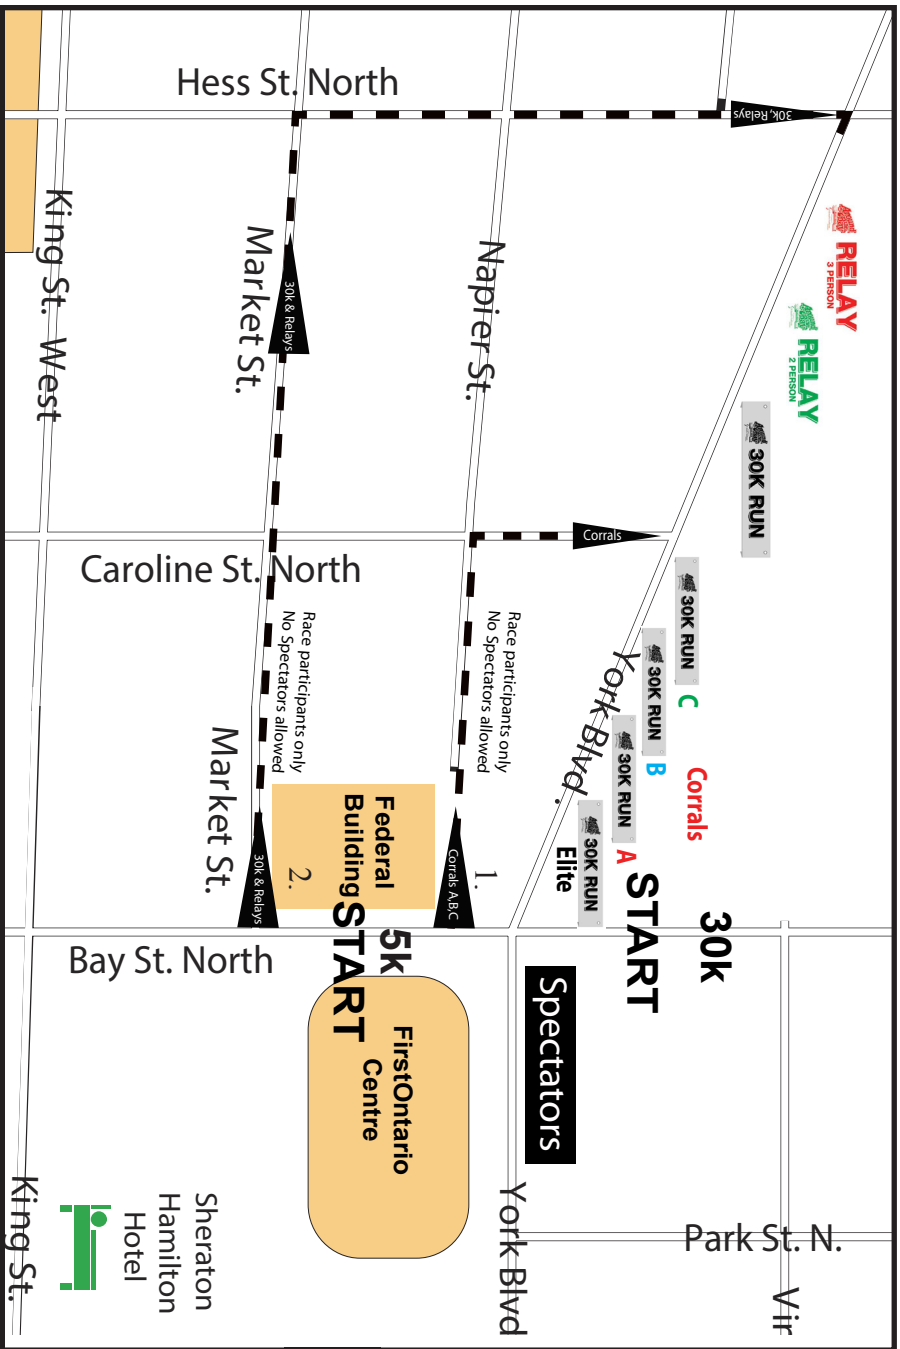 Hess St. North
30k,Relays
RELAY
3 PERSON
RELAY
2 PERSON
King St. West
Market St.
30k & Relays
Napier St.
30K RUN
Corrals
Caroline St. North
30K RUN
C
Race participants only
No Spectators allowed
Race participants only
No Spectators allowed
York Blvd.
30K RUN
B
Corrals
30K RUN
A
30K RUN
Elite
Market St.
Federal
Building
1.
2.
Corrals A,B,C
30k & Relays
30k
START
5k
START
Bay St. North
Spectators
FirstOntario
Centre
Sheraton
Hamilton
Hotel
King St.
York Blvd
Park St. N.
Vir